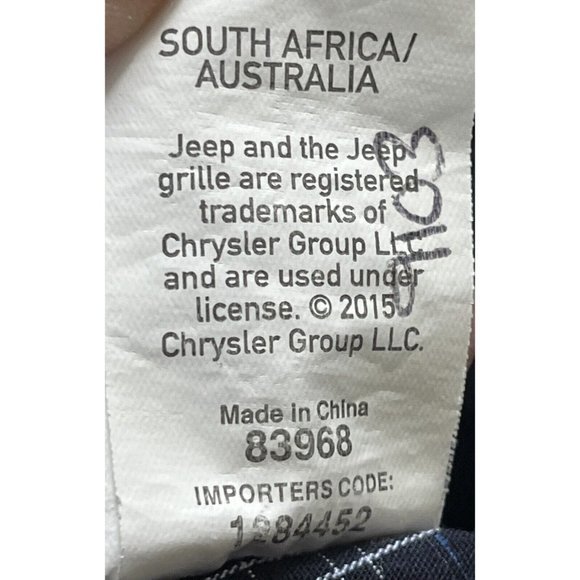 SOUTH AFRICA/
AUSTRALIA
Jeep and the Jeep
grille are registered
trademarks of
Chrysler Group LLC
and are used under
license. © 2015
Chrysler Group LLC.
Made in China
83968
IMPORTERS CODE:
1284452